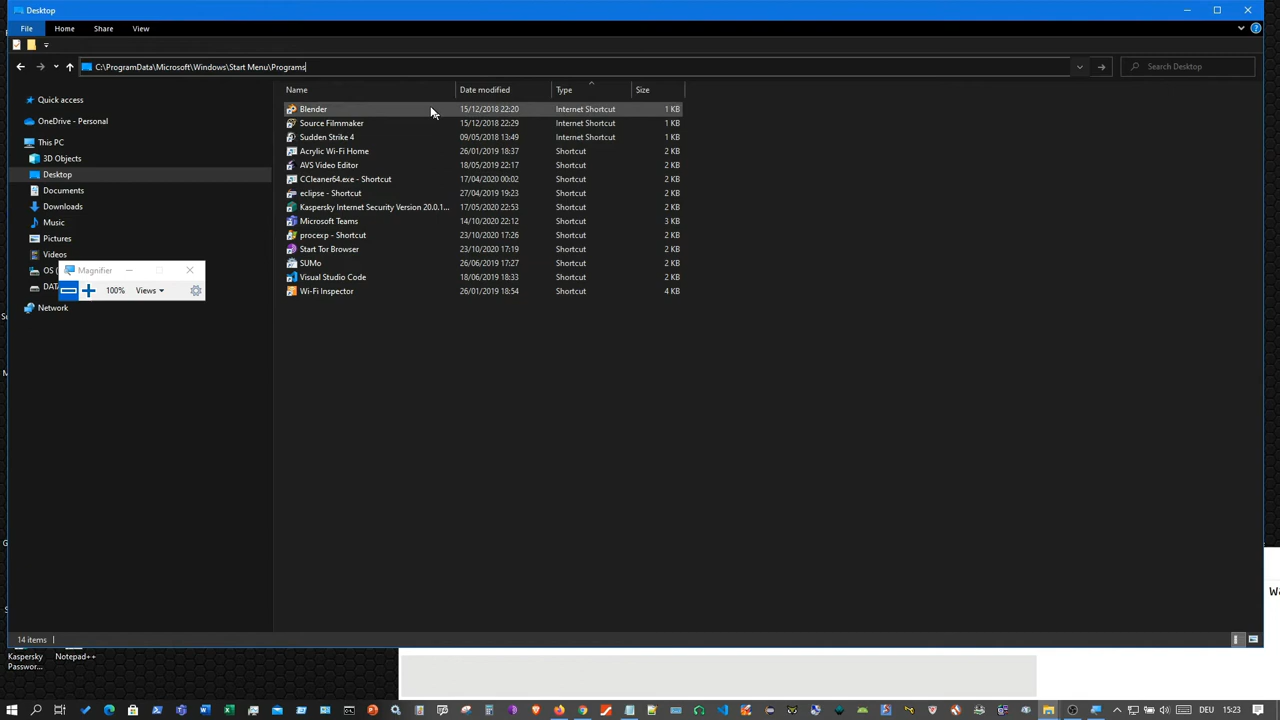 Desktop
File Home Share View
C:\ProgramData\Microsoft\Windows\Start Menu\Programs
Search Desktop
Name Date modified Type Size
Quick access
OneDrive - Personal
This PC
3D Objects
Desktop
Documents
Downloads
Music
Pictures
Videos
OS (
DATA
Network
Magnifier
100% Views
Blender 15/12/2018 22:20 Internet Shortcut 1 KB
Source Filmmaker 15/12/2018 22:29 Internet Shortcut 1 KB
Sudden Strike 4 09/05/2018 13:49 Internet Shortcut 1 KB
Acrylic Wi-Fi Home 26/01/2019 18:37 Shortcut 2 KB
AVS Video Editor 18/05/2019 22:17 Shortcut 2 KB
CCleaner64.exe - Shortcut 17/04/2020 00:02 Shortcut 2 KB
eclipse - Shortcut 27/04/2019 19:23 Shortcut 2 KB
Kaspersky Internet Security Version 20.0.1... 17/05/2020 22:53 Shortcut 2 KB
Microsoft Teams 14/10/2020 22:12 Shortcut 3 KB
procexp - Shortcut 23/10/2020 17:26 Shortcut 2 KB
Start Tor Browser 23/10/2020 17:19 Shortcut 2 KB
SUMo 26/06/2019 17:27 Shortcut 2 KB
Visual Studio Code 18/06/2019 18:33 Shortcut 2 KB
Wi-Fi Inspector 26/01/2019 18:54 Shortcut 4 KB
14 items
Kaspersky
Passwor...
Notepad++
DEU 15:23